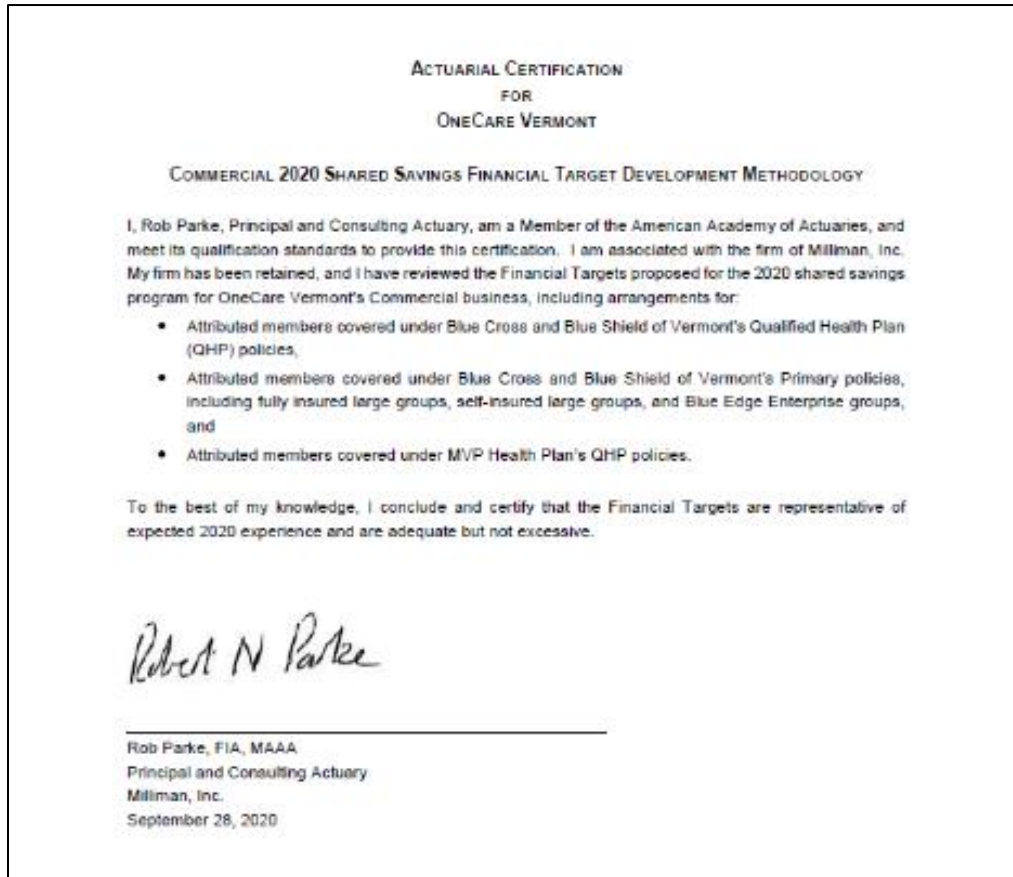 ACTUARIAL CERTIFICATION
FOR
ONECARE VERMONT
COMMERCIAL 2020 SHARED SAVINGS FINANCIAL TARGET DEVELOPMENT METHODOLOGY
I, Rob Parke, Principal and Consulting Actuary, am a Member of the American Academy of Actuaries, and
meet its qualification standards to provide this certification. I am associated with the firm of Milliman, Inc.
My firm has been retained, and I have reviewed the Financial Targets proposed for the 2020 shared savings
program for OneCare Vermont's Commercial business, including arrangements for:
• Attributed members covered under Blue Cross and Blue Shield of Vermont's Qualified Health Plan
(QHP) policies,
• Attributed members covered under Blue Cross and Blue Shield of Vermont's Primary policies,
including fully insured large groups, self-insured large groups, and Blue Edge Enterprise groups,
and
• Attributed members covered under MVP Health Plan's QHP policies.
To the best of my knowledge, I conclude and certify that the Financial Targets are representative of
expected 2020 experience and are adequate but not excessive.
Robert N Parke
Rob Parke, FIA, MAAA
Principal and Consulting Actuary
Milliman, Inc.
September 28, 2020